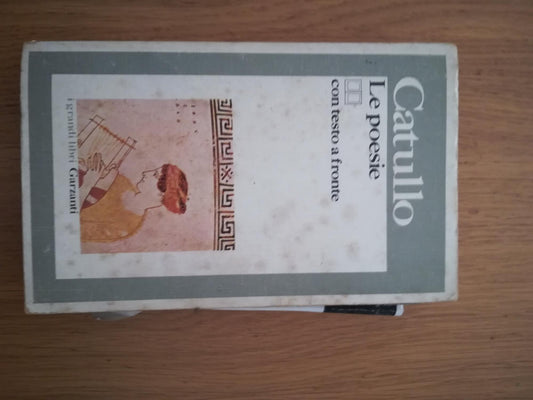 Catullo
Le poesie
con testo a fronte
i grandi libri Garzanti